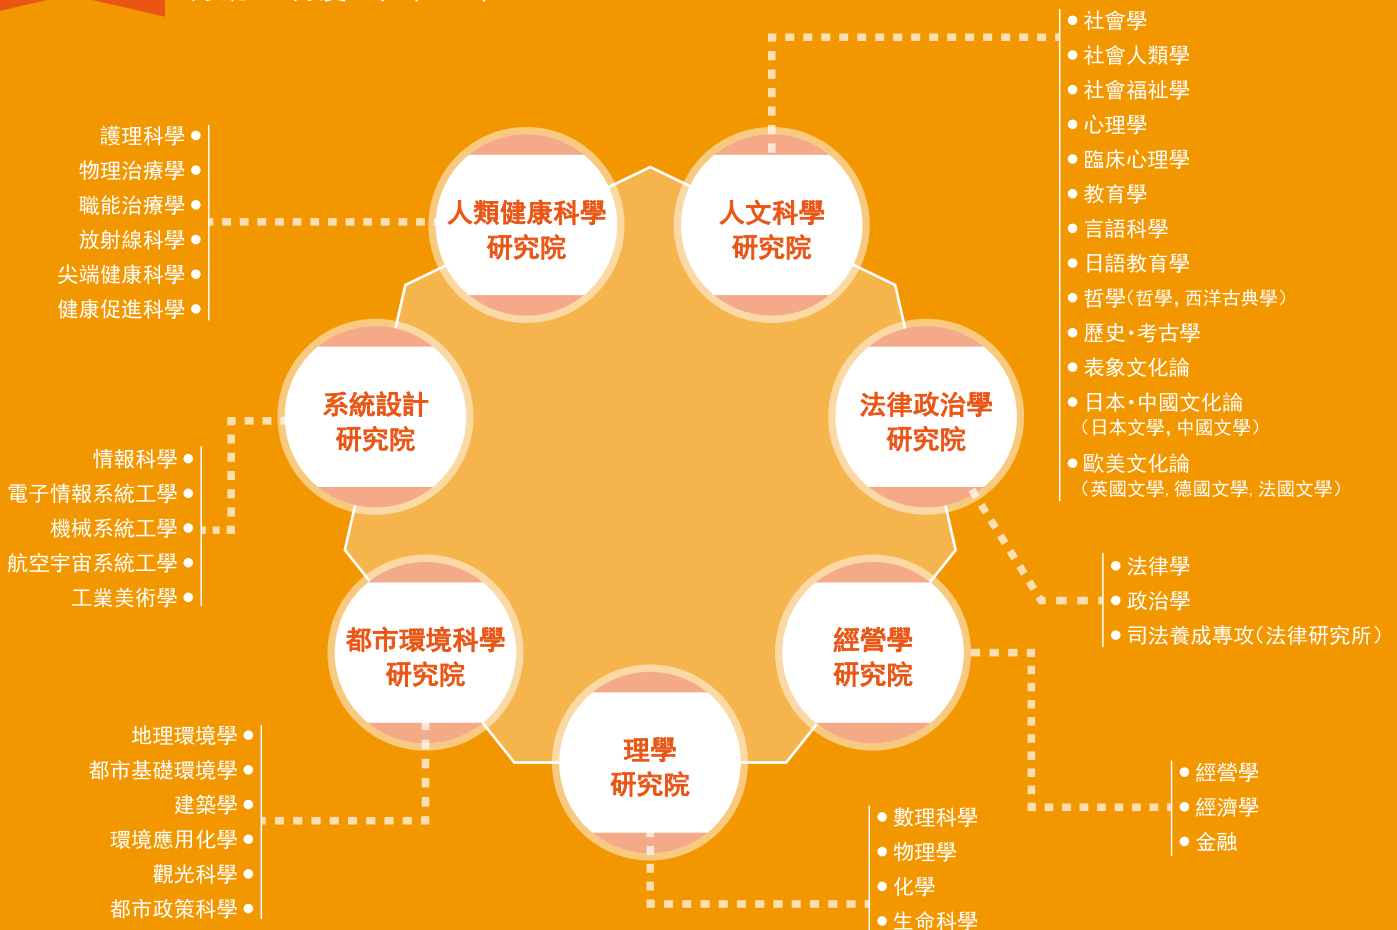 人文科學
研究院
社會學
社會人類學
社會福祉學
心理學
臨床心理學
教育學
言語科學
日語教育學
哲學(哲學, 西洋古典學)
歷史·考古學
表象文化論
日本·中國文化論
(日本文學, 中國文學)
歐美文化論
(英國文學, 德國文學, 法國文學)
法律政治學
研究院
法律學
政治學
司法養成專攻(法律研究所)
經營學
研究院
經營學
經濟學
金融
理學
研究院
數理科學
物理學
化學
生命科學
都市環境科學
研究院
地理環境學
都市基礎環境學
建築學
環境應用化學
觀光科學
都市政策科學
系統設計
研究院
情報科學
電子情報系統工學
機械系統工學
航空宇宙系統工學
工業美術學
人類健康科學
研究院
護理科學
物理治療學
職能治療學
放射線科學
尖端健康科學
健康促進科學